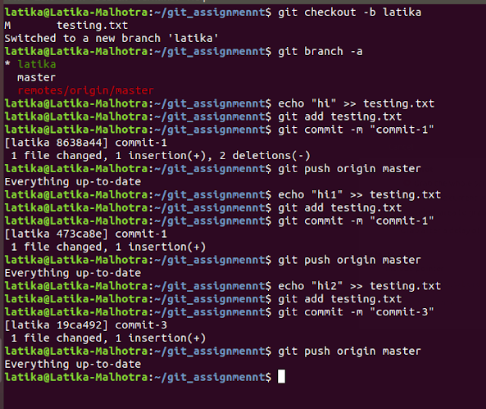 latika@Latika-Malhotra:~/git_assignmennt$ git checkout -b latika
M       testing.txt
Switched to a new branch 'latika'
latika@Latika-Malhotra:~/git_assignmennt$ git branch -a
* latika
  master
  remotes/origin/master
latika@Latika-Malhotra:~/git_assignmennt$ echo "hi" >> testing.txt
latika@Latika-Malhotra:~/git_assignmennt$ git add testing.txt
latika@Latika-Malhotra:~/git_assignmennt$ git commit -m "commit-1"
[latika 8638a44] commit-1
 1 file changed, 1 insertion(+), 2 deletions(-)
latika@Latika-Malhotra:~/git_assignmennt$ git push origin master
Everything up-to-date
latika@Latika-Malhotra:~/git_assignmennt$ echo "hi1" >> testing.txt
latika@Latika-Malhotra:~/git_assignmennt$ git add testing.txt
latika@Latika-Malhotra:~/git_assignmennt$ git commit -m "commit-1"
[latika 473ca8e] commit-1
 1 file changed, 1 insertion(+)
latika@Latika-Malhotra:~/git_assignmennt$ git push origin master
Everything up-to-date
latika@Latika-Malhotra:~/git_assignmennt$ echo "hi2" >> testing.txt
latika@Latika-Malhotra:~/git_assignmennt$ git add testing.txt
latika@Latika-Malhotra:~/git_assignmennt$ git commit -m "commit-3"
[latika 19ca492] commit-3
 1 file changed, 1 insertion(+)
latika@Latika-Malhotra:~/git_assignmennt$ git push origin master
Everything up-to-date
latika@Latika-Malhotra:~/git_assignmennt$